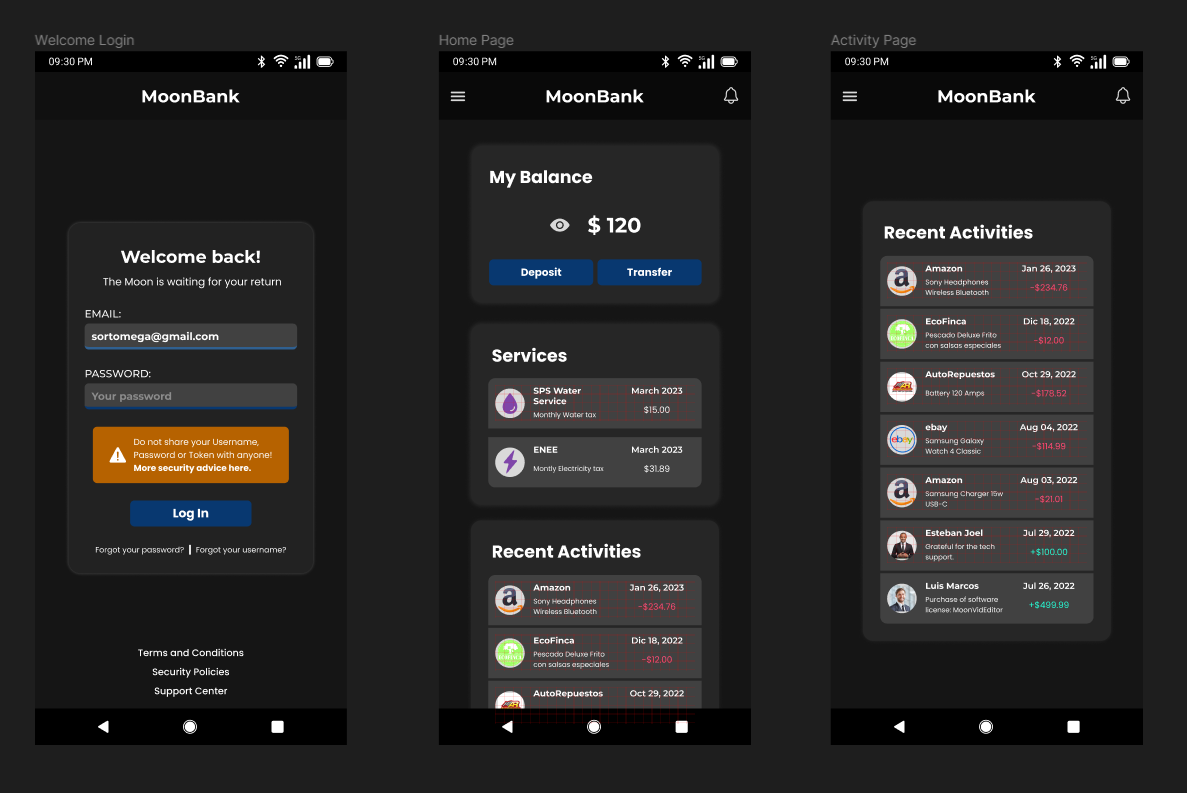 Welcome Login
09:30 PM
MoonBank
Welcome back!
The Moon is waiting for your return
EMAIL:
sortomega@gmail.com
PASSWORD:
Your password
Do not share your Username,
Password or Token with anyone!
More security advice here.
Log In
Forgot your password? | Forgot your username?
Terms and Conditions
Security Policies
Support Center
Home Page
09:30 PM
5G
MoonBank
My Balance
$ 120
Deposit Transfer
Services
SPS Water
Service
Monthly Water tax
March 2023
$15.00
ENEE
Montly Electricity tax
March 2023
$31.89
Recent Activities
Amazon
Sony Headphones
Wireless Bluetooth
Jan 26, 2023
-$234.76
EcoFinca
Pescado Deluxe Frito
con salsas especiales
Dic 18, 2022
-$12.00
AutoRepuestos
Oct 29, 2022
Activity Page
09:30 PM
5G
MoonBank
Recent Activities
a
Amazon
Sony Headphones
Wireless Bluetooth
Jan 26, 2023
-$234.76
EcoFinca
Pescado Deluxe Frito
con salsas especiales
Dic 18, 2022
-$12.00
AutoRepuestos
Battery 120 Amps
Oct 29, 2022
-$178.52
ebay
ebay
Samsung Galaxy
Watch 4 Classic
Aug 04, 2022
-$114.99
a
Amazon
Samsung Charger 15w
USB-C
Aug 03, 2022
-$21.01
Esteban Joel
Grateful for the tech
support.
Jul 29, 2022
+$100.00
Luis Marcos
Purchase of software
license: MoonVidEditor
Jul 26, 2022
+$499.99